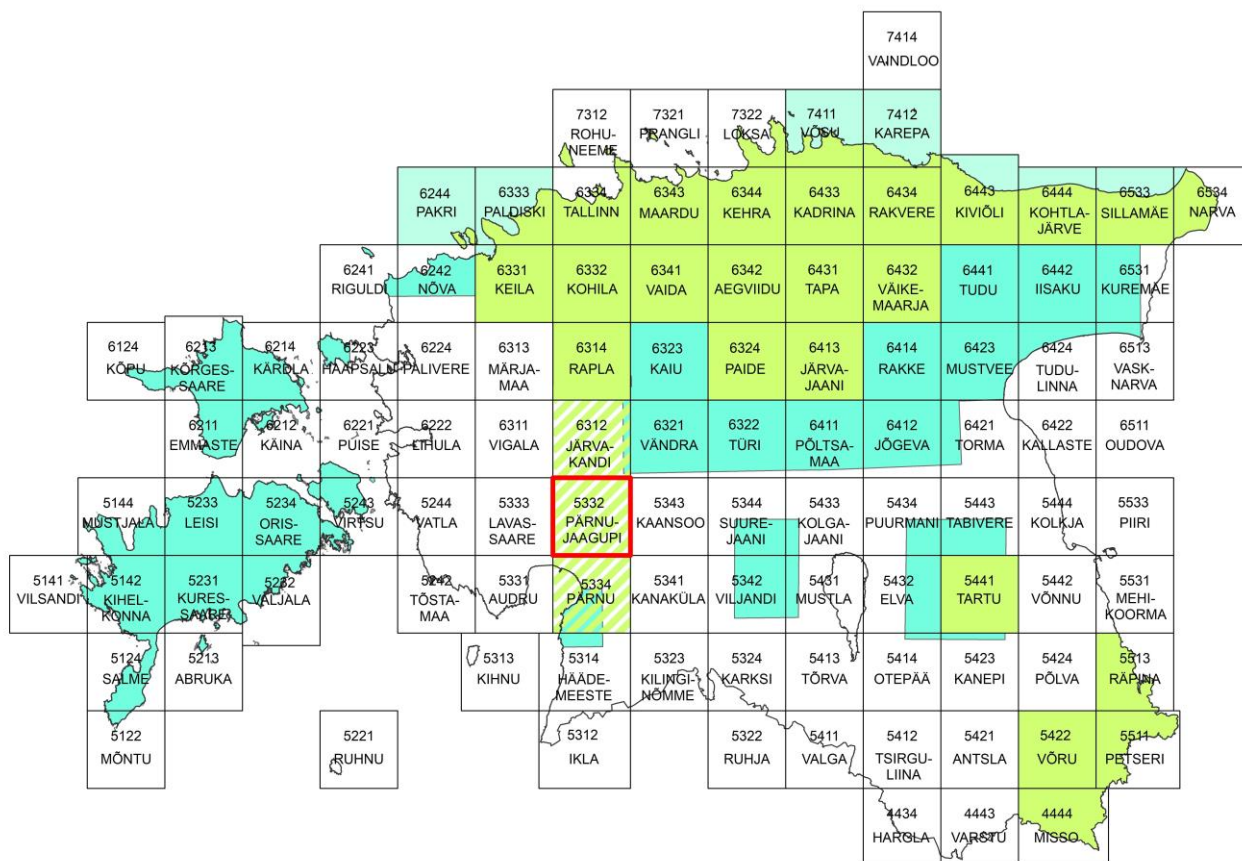 7414
VAINDLOO
7312
ROHU-
NEEME
7321
PRANGLI
7322
LOKSA
7411
VÕSU
7412
KAREPA
6244
PAKRI
6333
PALDISKI
6334
TALLINN
6343
MAARDU
6344
KEHRA
6433
KADRINA
6434
RAKVERE
6443
KIVIÕLI
6444
KOHTLA-
JÄRVE
6533
SILLAMÄE
6534
NARVA
6241
RIGULDI
6242
NÕVA
6331
KEILA
6332
KOHILA
6341
VAIDA
6342
AEGVIIDU
6431
TAPA
6432
VÄIKE-
MAARJA
6441
TUDU
6442
IISAKU
6531
KUREMÄE
6124
KÕPU
6213
KÕRGES-
SAARE
6214
KÄRDLA
6223
HAAPSALU
6224
PALIVERE
6313
MÄRJA-
MAA
6314
RAPLA
6323
KAIU
6324
PAIDE
6413
JÄRVA-
JAANI
6414
RAKKE
6423
MUSTVEE
6424
TUDU-
LINNA
6513
VASK-
NARVA
6211
EMMASTE
6212
KÄINA
6221
PUISE
6222
LIHULA
6311
VIGALA
6312
JÄRVA-
KANDI
6321
VÄNDRA
6322
TÜRI
6411
PÕLTSA-
MAA
6412
JÕGEVA
6421
TORMA
6422
KALLASTE
6511
OUDOVA
5144
MUSTJALA
5233
LEISI
5234
ORIS-
SAARE
5243
VIRTSU
5244
VATLA
5333
LAVAS-
SAARE
5332
PÄRNU-
JAAGUPI
5343
KAANSOO
5344
SUURE-
JAANI
5433
KOLGA-
JAANI
5434
PUURMANI
5443
TABIVERE
5444
KOLKJA
5533
PIIRI
5141
VILSANDI
5142
KIHEL-
KONNA
5231
KURES-
SAARE
5232
VALJALA
5242
TÕSTA-
MAA
5331
AUDRU
5334
PÄRNU
5341
KANAKÜLA
5342
VILJANDI
5431
MUSTLA
5432
ELVA
5441
TARTU
5442
VÕNNU
5531
MEHI-
KOORMA
5124
SALME
5213
ABRUKA
5313
KIHNU
5314
HÄÄDE-
MEESTE
5323
KILINGI-
NÕMME
5324
KARKSI
5413
TÕRVA
5414
OTEPÄÄ
5423
KANEPI
5424
PÕLVA
5513
RÄPINA
5122
MÕNTU
5221
RUHNU
5312
IKLA
5322
RUHJA
5411
VALGA
5412
TSIRGU-
LIINA
5421
ANTSLA
5422
VÕRU
5511
PETSERI
4434
HARGLA
4443
VARSTU
4444
MISSO